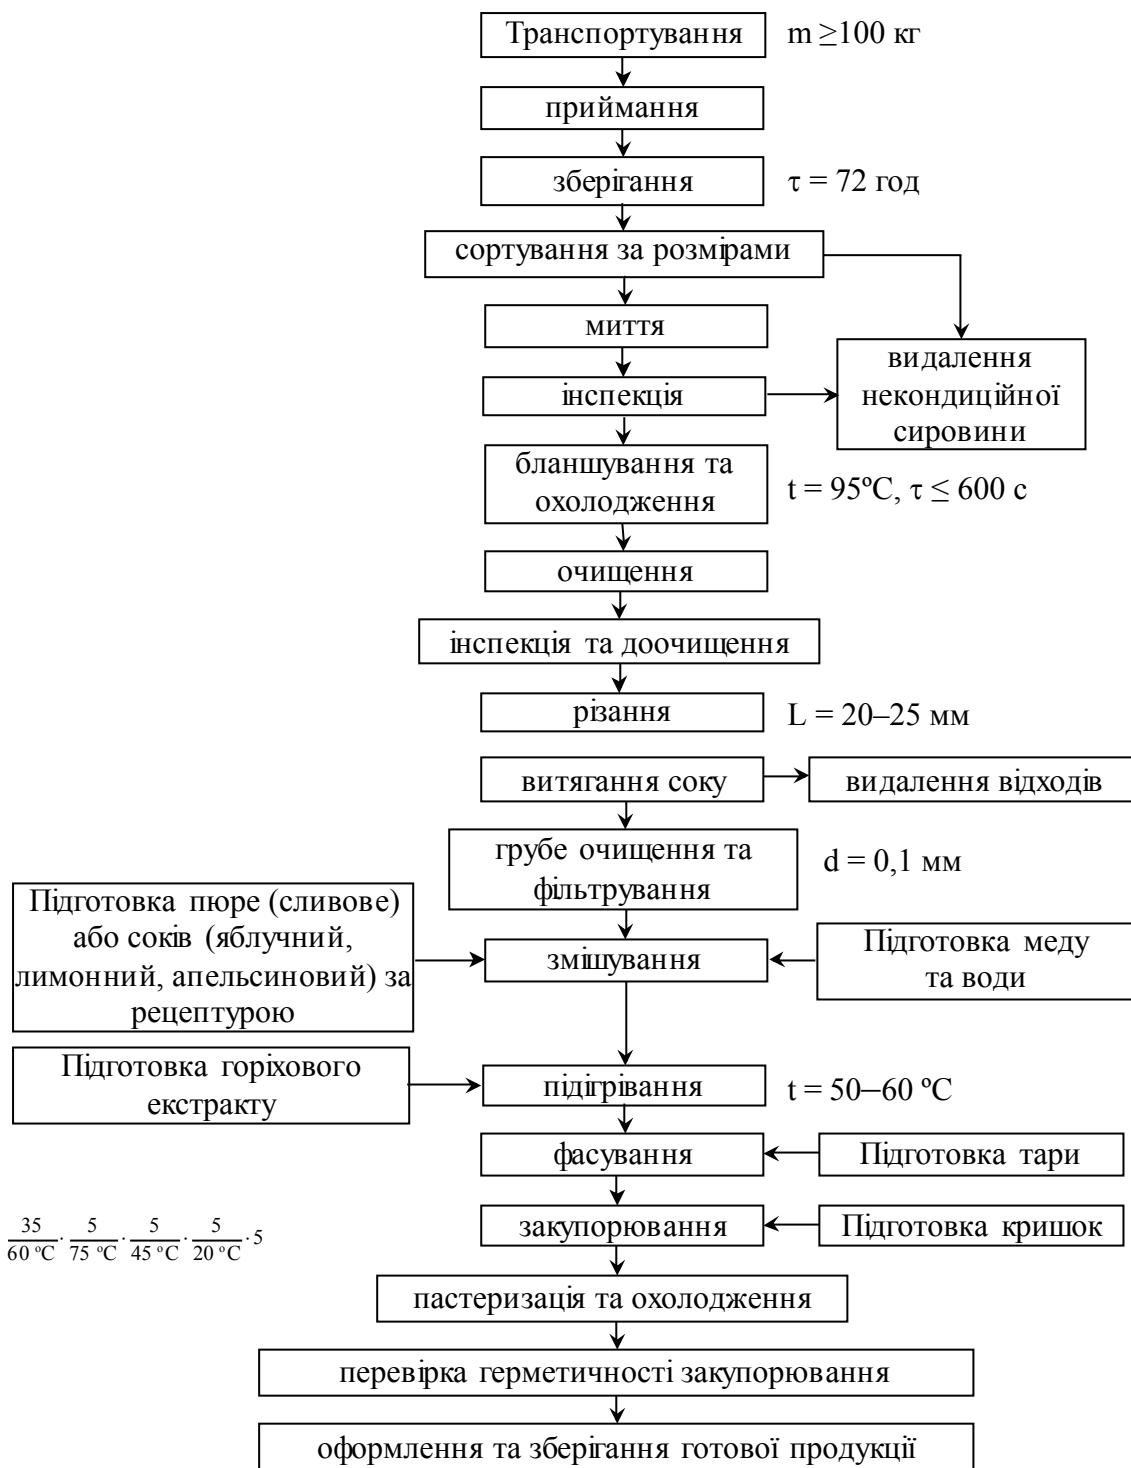 Транспортування
m ≥100 кг
приймання
зберігання
τ = 72 год
сортування за розмірами
миття
видалення
некондиційної
сировини
інспекція
бланшування та
охолодження
t = 95ºC, τ ≤ 600 с
очищення
інспекція та доочищення
різання
L = 20–25 мм
витягання соку
видалення відходів
грубе очищення та
фільтрування
d = 0,1 мм
Підготовка пюре (сливове)
або соків (яблучний,
лимонний, апельсиновий) за
рецептурою
змішування
Підготовка меду
та води
Підготовка горіхового
екстракту
підігрівання
t = 50–60 ºC
фасування
Підготовка тари
закупорювання
Підготовка кришок
35/60 °C · 5/75 °C · 5/45 °C · 5/20 °C · 5
пастеризація та охолодження
перевірка герметичності закупорювання
оформлення та зберігання готової продукції